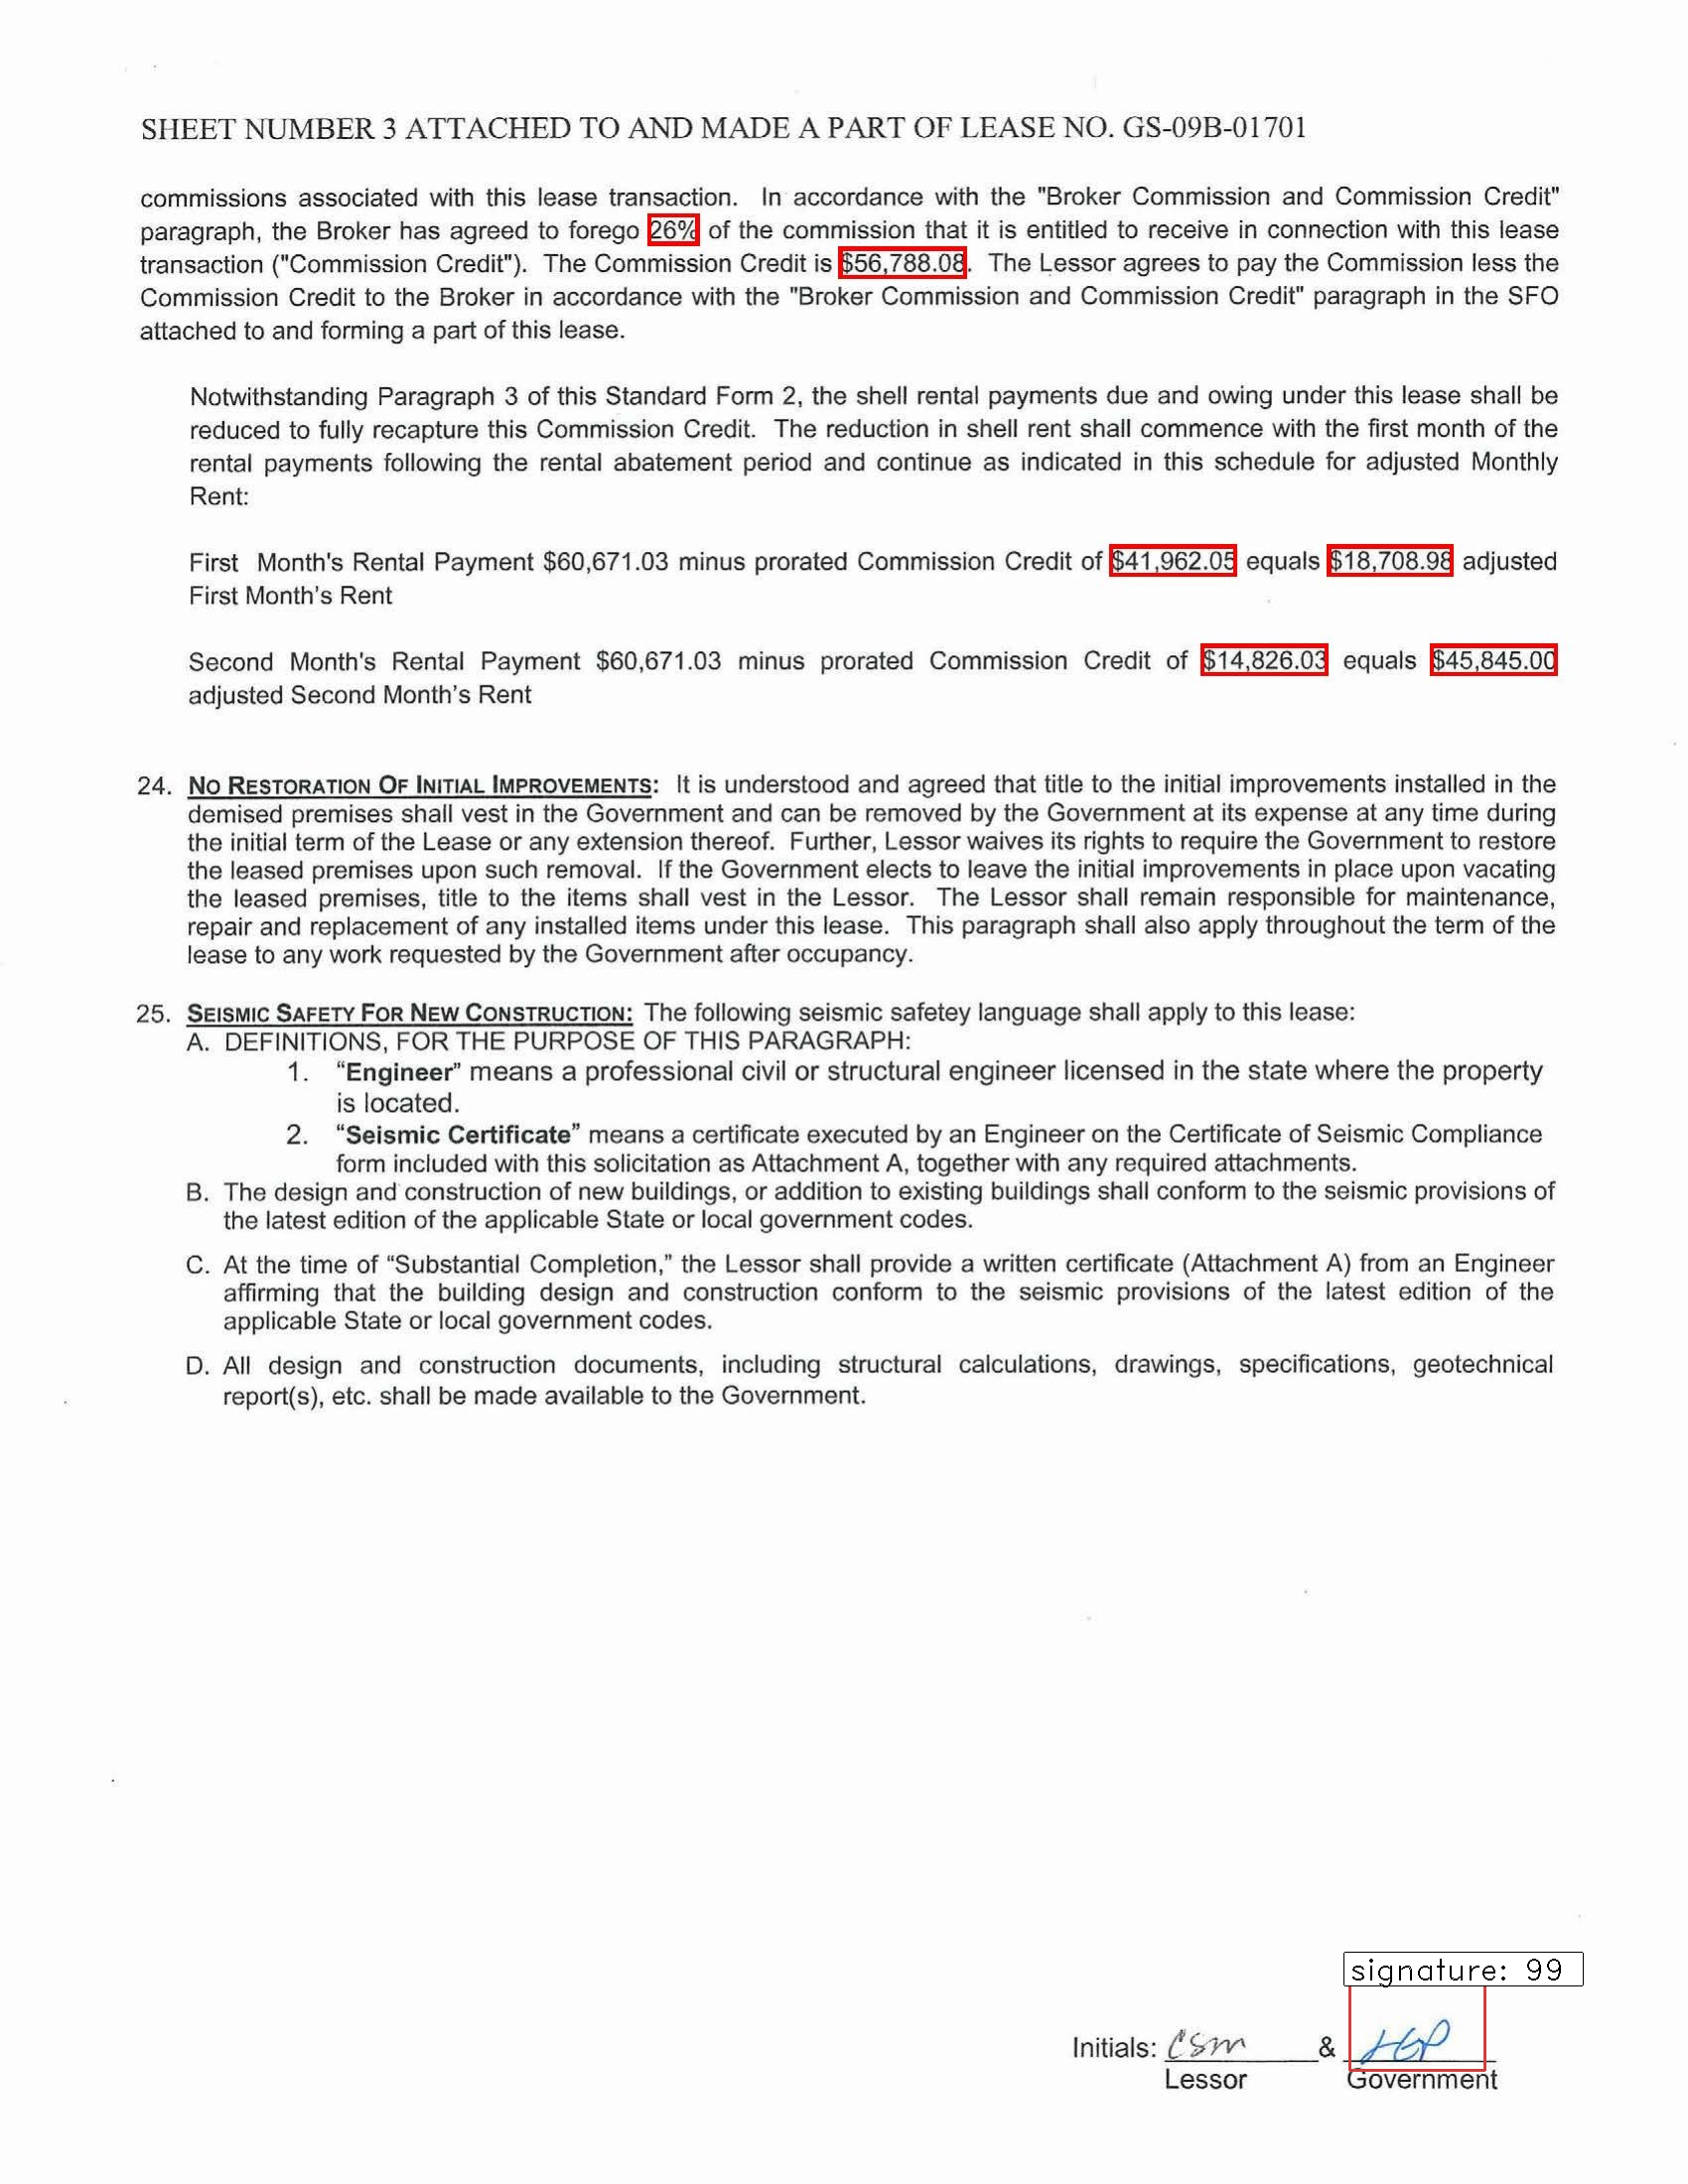 SHEET NUMBER 3 ATTACHED TO AND MADE A PART OF LEASE NO. GS-09B-01701
commissions associated with this lease transaction. In accordance with the "Broker Commission and Commission Credit"
paragraph, the Broker has agreed to forego 26% of the commission that it is entitled to receive in connection with this lease
transaction ("Commission Credit"). The Commission Credit is $56,788.08. The Lessor agrees to pay the Commission less the
Commission Credit to the Broker in accordance with the "Broker Commission and Commission Credit" paragraph in the SFO
attached to and forming a part of this lease.
Notwithstanding Paragraph 3 of this Standard Form 2, the shell rental payments due and owing under this lease shall be
reduced to fully recapture this Commission Credit. The reduction in shell rent shall commence with the first month of the
rental payments following the rental abatement period and continue as indicated in this schedule for adjusted Monthly
Rent:
First Month's Rental Payment $60,671.03 minus prorated Commission Credit of $41,962.05 equals $18,708.98 adjusted
First Month's Rent
Second Month's Rental Payment $60,671.03 minus prorated Commission Credit of $14,826.03 equals $45,845.00
adjusted Second Month's Rent
24. NO RESTORATION OF INITIAL IMPROVEMENTS: It is understood and agreed that title to the initial improvements installed in the
demised premises shall vest in the Government and can be removed by the Government at its expense at any time during
the initial term of the Lease or any extension thereof. Further, Lessor waives its rights to require the Government to restore
the leased premises upon such removal. If the Government elects to leave the initial improvements in place upon vacating
the leased premises, title to the items shall vest in the Lessor. The Lessor shall remain responsible for maintenance,
repair and replacement of any installed items under this lease. This paragraph shall also apply throughout the term of the
lease to any work requested by the Government after occupancy.
25. SEISMIC SAFETY FOR NEW CONSTRUCTION: The following seismic safetey language shall apply to this lease:
A. DEFINITIONS, FOR THE PURPOSE OF THIS PARAGRAPH:
1. “Engineer” means a professional civil or structural engineer licensed in the state where the property
is located.
2. “Seismic Certificate” means a certificate executed by an Engineer on the Certificate of Seismic Compliance
form included with this solicitation as Attachment A, together with any required attachments.
B. The design and construction of new buildings, or addition to existing buildings shall conform to the seismic provisions of
the latest edition of the applicable State or local government codes.
C. At the time of “Substantial Completion,” the Lessor shall provide a written certificate (Attachment A) from an Engineer
affirming that the building design and construction conform to the seismic provisions of the latest edition of the
applicable State or local government codes.
D. All design and construction documents, including structural calculations, drawings, specifications, geotechnical
report(s), etc. shall be made available to the Government.
signature: 99
Initials: CSM & HGP
Lessor Government